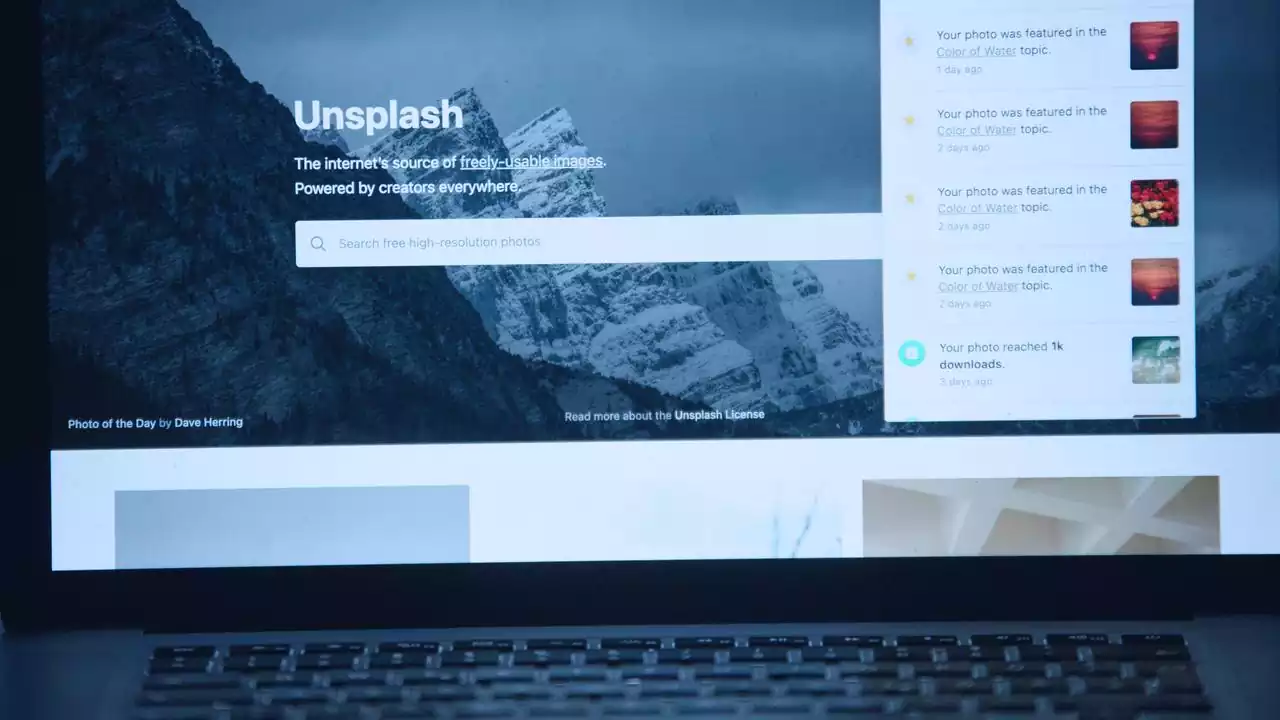 Unsplash
The internet's source of freely-usable images.
Powered by creators everywhere.
Search free high-resolution photos
Photo of the Day by Dave Herring
Read more about the Unsplash License
Your photo was featured in the
Color of Water topic.
1 day ago
Your photo was featured in the
Color of Water topic.
2 days ago
Your photo was featured in the
Color of Water topic.
2 days ago
Your photo was featured in the
Color of Water topic.
2 days ago
Your photo reached 1k
downloads.
3 days ago